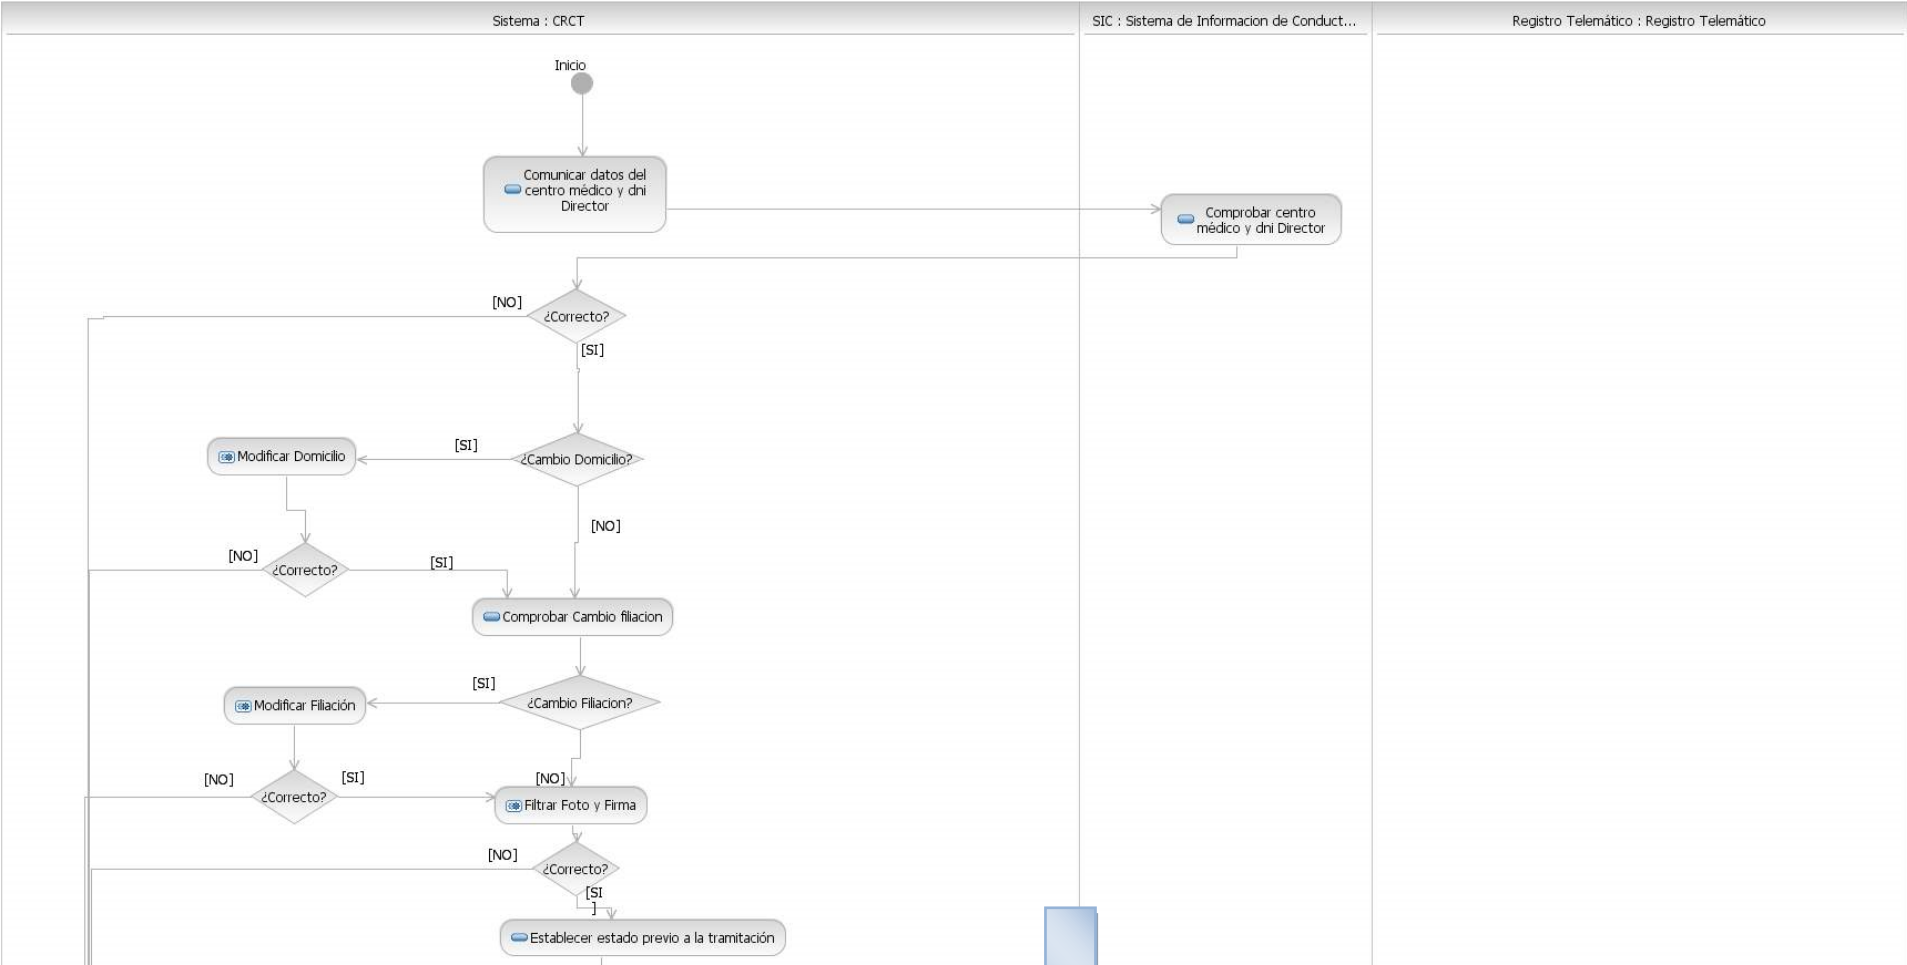 Sistema : CRCT
SIC : Sistema de Informacion de Conduct...
Registro Telemático : Registro Telemático
Inicio
Comunicar datos del
centro médico y dni
Director
Comprobar centro
médico y dni Director
[NO]
¿Correcto?
[SI]
Modificar Domicilio
[SI]
¿Cambio Domicilio?
[NO]
[NO]
¿Correcto?
[SI]
Comprobar Cambio filiacion
[SI]
Modificar Filiación
¿Cambio Filiacion?
[NO]
¿Correcto?
[SI]
[NO]
Filtrar Foto y Firma
[NO]
¿Correcto?
[SI
]
Establecer estado previo a la tramitación